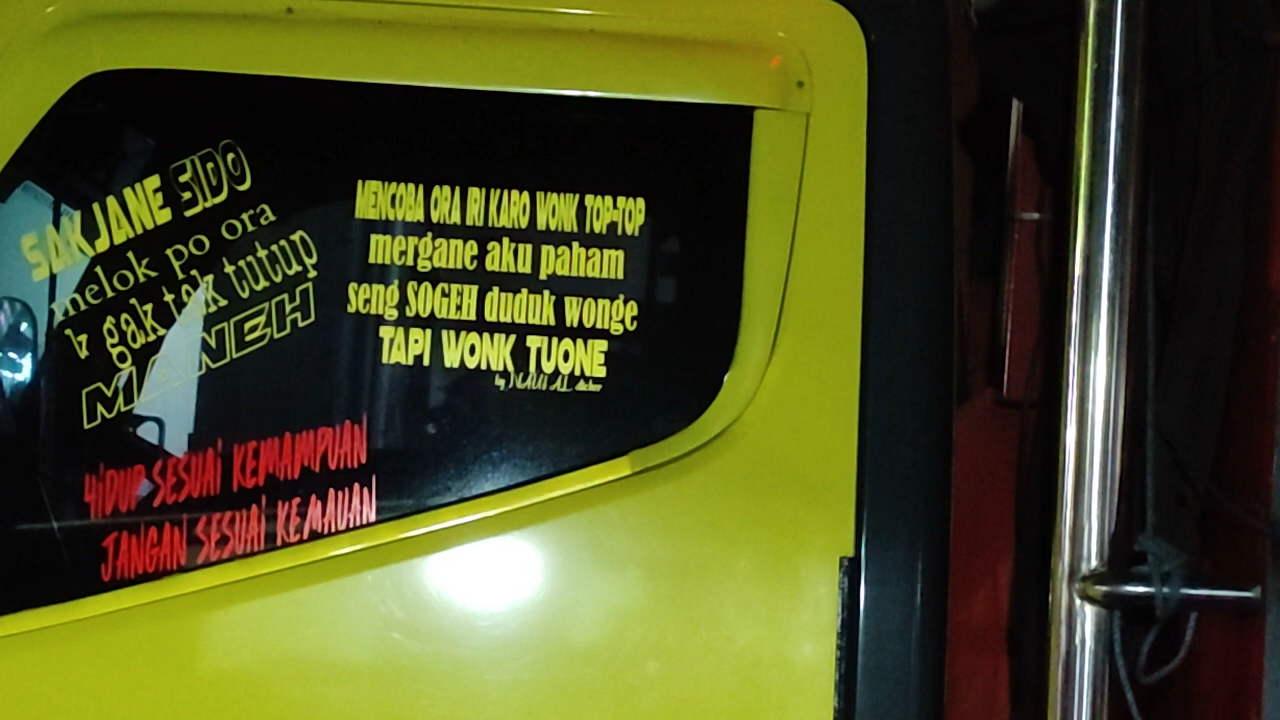 SAKJANE SIDO
melok po ora
gak tak tutup
MANEH
MENCOBA ORA IRI KARO WONK TOP-TOP
mergane aku paham
seng SOGEH duduk wonge
TAPI WONK TUONE
by
HIDUP SESUAI KEMAMPUAN
JANGAN SESUAI KEMAUAN